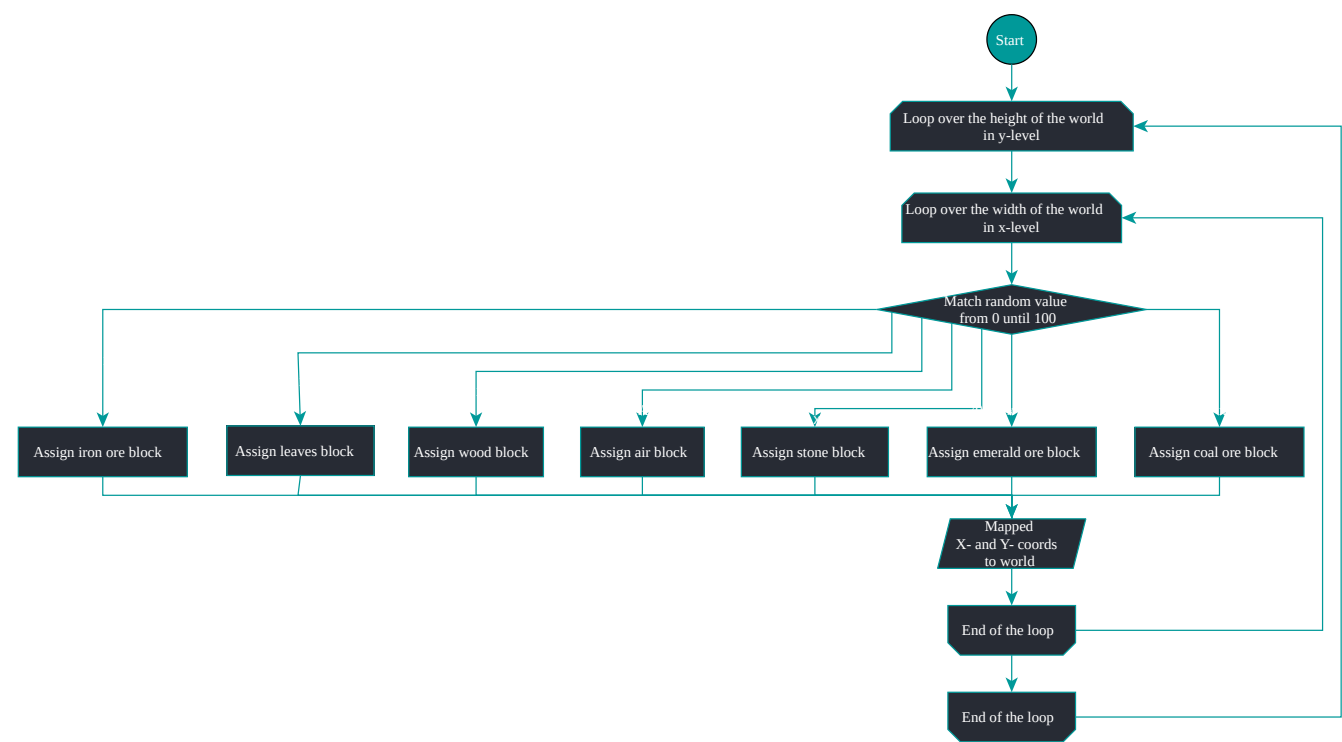 Start
Loop over the height of the world
in y-level
Loop over the width of the world
in x-level
Match random value
from 0 until 100
Assign iron ore block
Assign leaves block
Assign wood block
Assign air block
Assign stone block
Assign emerald ore block
Assign coal ore block
Mapped
X- and Y- coords
to world
End of the loop
End of the loop